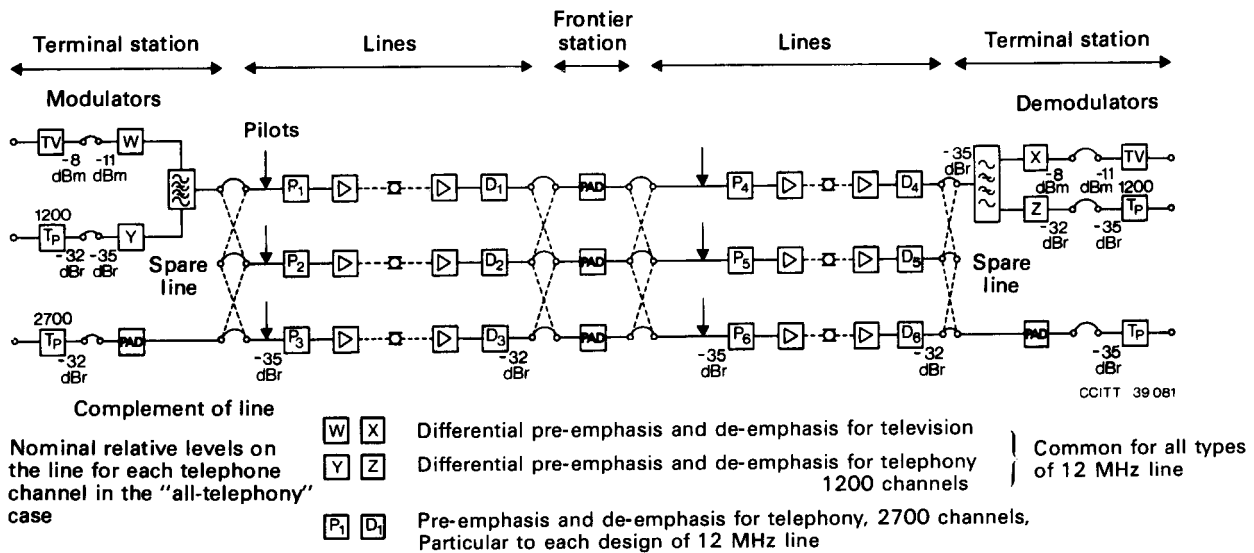 Frontier
station
Terminal station
Lines
Lines
Terminal station
Modulators
Demodulators
Pilots
TV
-8
dBm
-11
dBm
W
1200
TP
-32
dBr
-35
dBr
Y
Spare
line
2700
TP
-32
dBr
PAD
P1
D1
PAD
P4
D4
P2
D2
PAD
P5
D5
P3
-35
dBr
D3
-32
dBr
PAD
-35
dBr
P6
D6
-32
dBr
-35
dBr
X
-8
dBm
-11
dBm
TV
1200
Z
-32
dBr
-35
dBr
TP
Spare
line
PAD
-35
dBr
TP
CCITT 39 081
Complement of line
Nominal relative levels on
the line for each telephone
channel in the "all-telephony"
case
W X Differential pre-emphasis and de-emphasis for television
Y Z Differential pre-emphasis and de-emphasis for telephony
1200 channels
Common for all types
of 12 MHz line
P1 D1 Pre-emphasis and de-emphasis for telephony, 2700 channels,
Particular to each design of 12 MHz line